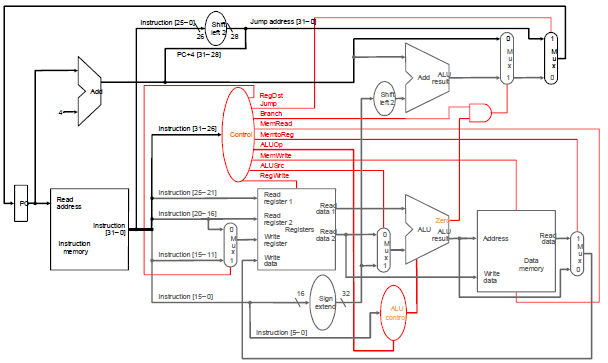 Instruction [25–0]
26
Shift
left 2
28
Jump address [31–0]
PC+4 [31–28]
Add
4
0
M
u
x
1
1
M
u
x
0
Add
ALU
result
Shift
left 2
RegDst
Jump
Branch
MemRead
MemtoReg
ALUOp
MemWrite
ALUSrc
RegWrite
Control
Instruction [31–26]
PC
Read
address
Instruction
[31–0]
Instruction
memory
Instruction [25–21]
Instruction [20–16]
Instruction [15–11]
Instruction [15–0]
0
M
u
x
1
Read
register 1
Read
register 2
Write
register
Write
data
Registers
Read
data 1
Read
data 2
0
M
u
x
1
Zero
ALU
ALU
result
Address
Read
data
Data
memory
Write
data
1
M
u
x
0
16
Sign
extend
32
ALU
control
Instruction [5–0]